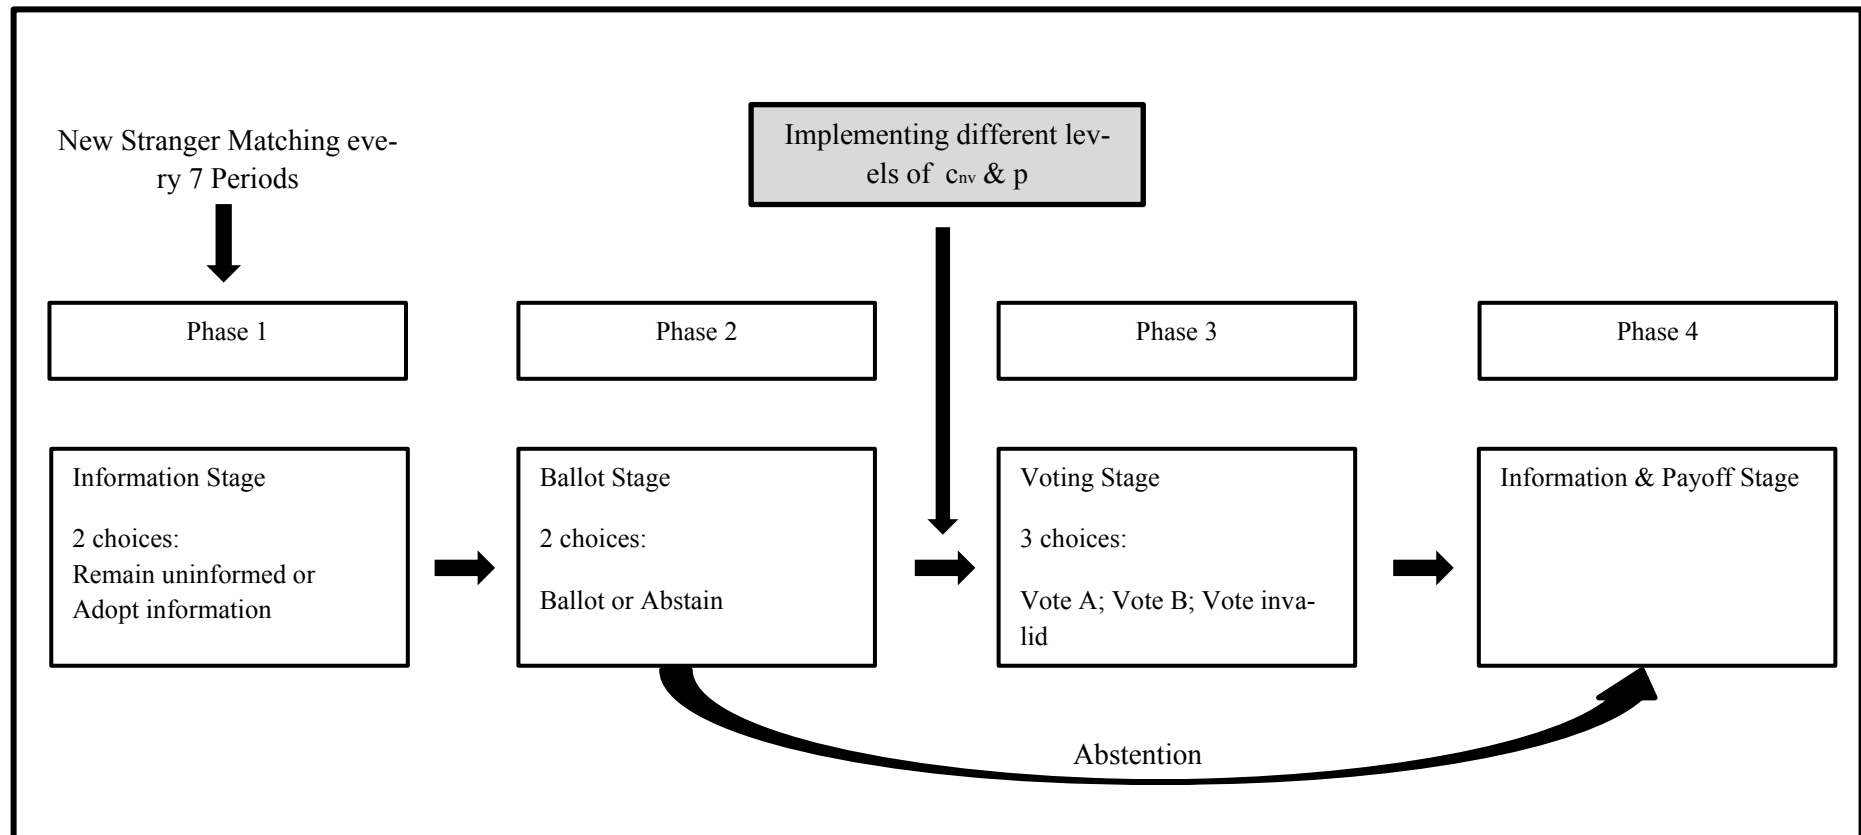 New Stranger Matching eve-
ry 7 Periods
Implementing different lev-
els of cnv & p
Phase 1
Phase 2
Phase 3
Phase 4
Information Stage
2 choices:
Remain uninformed or
Adopt information
Ballot Stage
2 choices:
Ballot or Abstain
Voting Stage
3 choices:
Vote A; Vote B; Vote inva-
lid
Information & Payoff Stage
Abstention